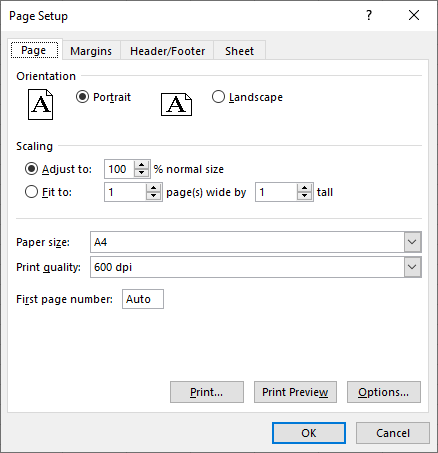 Page Setup ? ×
Page Margins Header/Footer Sheet
Orientation
A Portrait A Landscape
Scaling
Adjust to: 100 % normal size
Fit to: 1 page(s) wide by 1 tall
Paper size: A4
Print quality: 600 dpi
First page number: Auto
Print... Print Preview Options...
OK Cancel